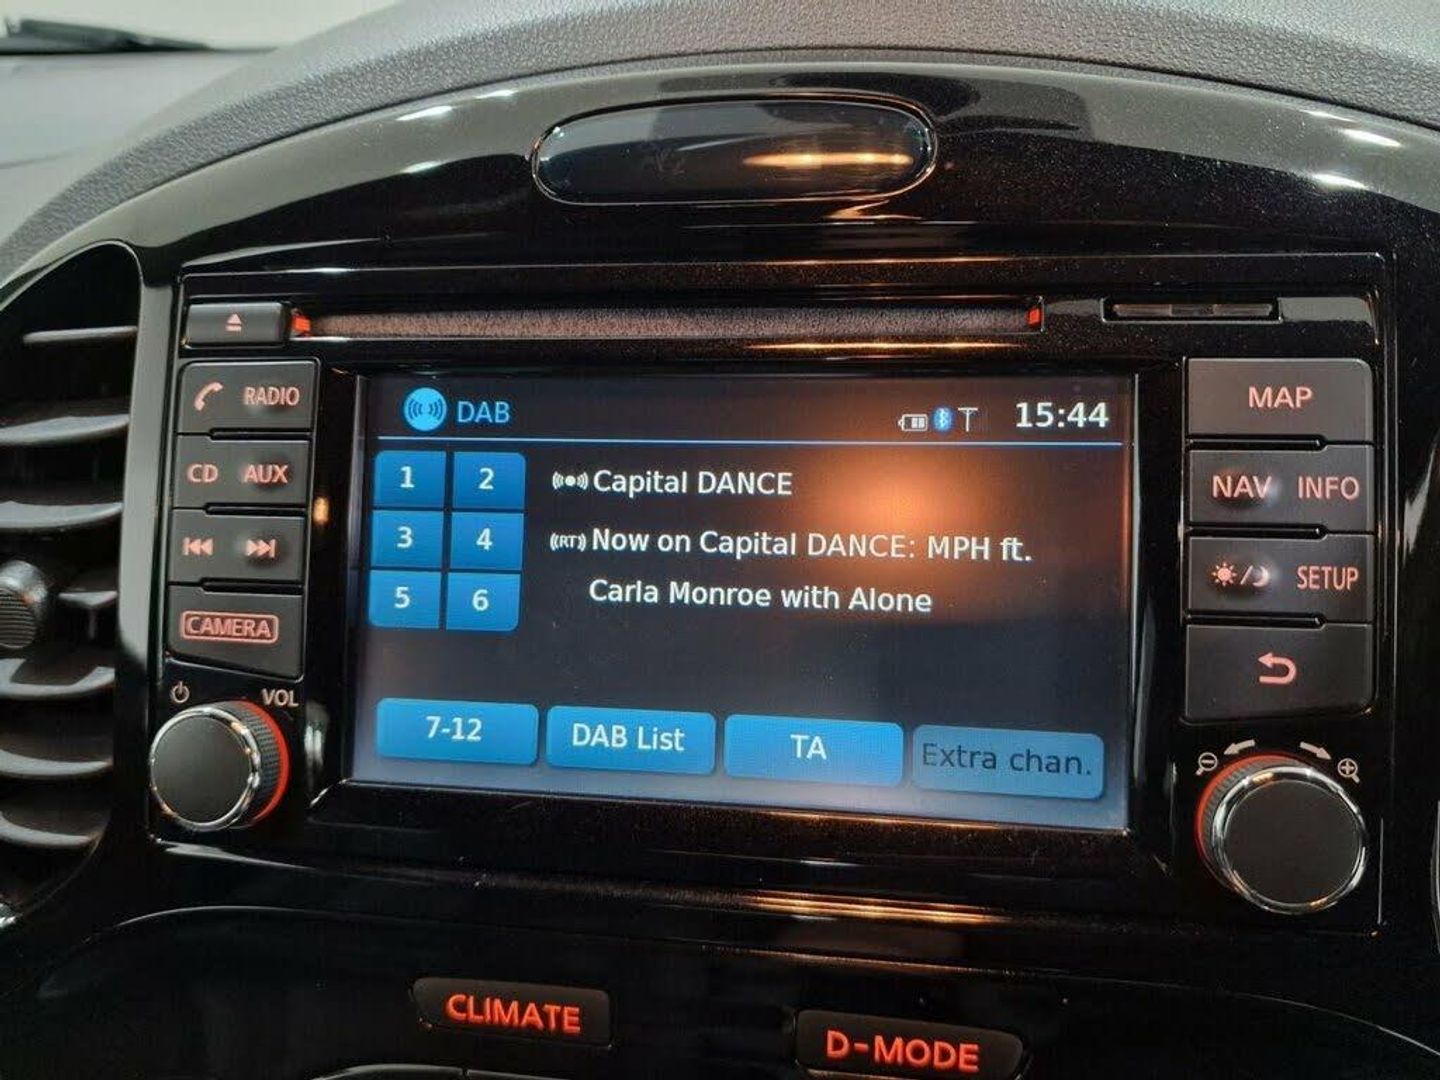 RADIO
CD AUX
CAMERA
VOL
DAB
15:44
1 2
3 4
5 6
Capital DANCE
(RT) Now on Capital DANCE: MPH ft.
Carla Monroe with Alone
7-12
DAB List
TA
Extra chan.
MAP
NAV INFO
SETUP
CLIMATE
D-MODE